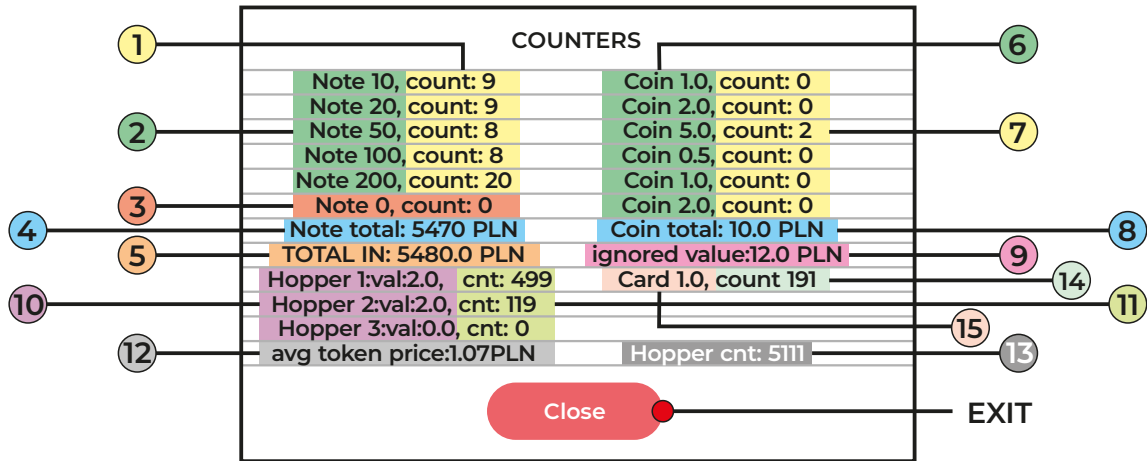 COUNTERS
1
6
Note 10, count: 9
Coin 1.0, count: 0
Note 20, count: 9
Coin 2.0, count: 0
2
Note 50, count: 8
Coin 5.0, count: 2
7
Note 100, count: 8
Coin 0.5, count: 0
Note 200, count: 20
Coin 1.0, count: 0
3
Note 0, count: 0
Coin 2.0, count: 0
4
Note total: 5470 PLN
Coin total: 10.0 PLN
8
5
TOTAL IN: 5480.0 PLN
ignored value:12.0 PLN
9
Hopper 1:val:2.0, cnt: 499
Card 1.0, count 191
14
10
Hopper 2:val:2.0, cnt: 119
11
Hopper 3:val:0.0, cnt: 0
15
12
avg token price:1.07PLN
Hopper cnt: 5111
13
Close
EXIT